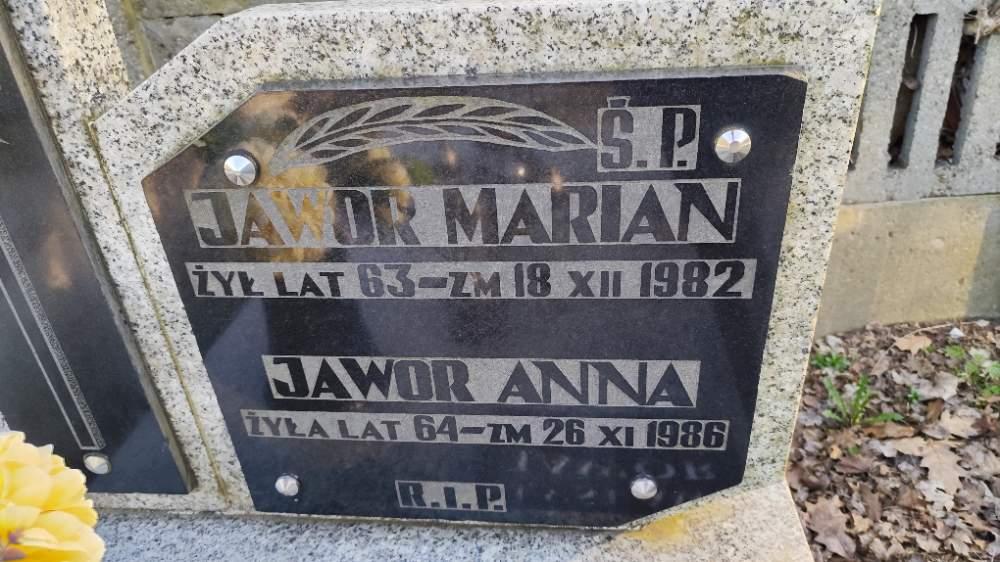 Ś.P.
JAWOR MARIAN
ŻYŁ LAT 63-ZM 18 XII 1982
JAWOR ANNA
ŻYŁA LAT 64-ZM 26 XI 1986
R.I.P.